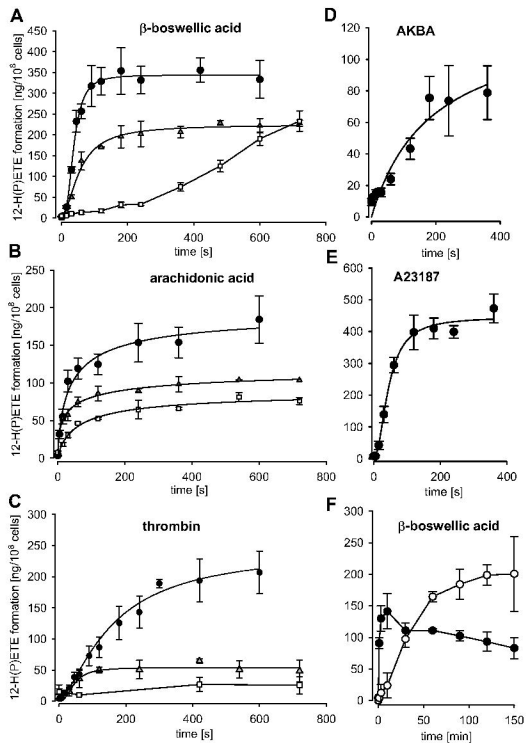 A
β-boswellic acid
12-H(P)ETE formation [ng/10⁸ cells]
450
400
350
300
250
200
150
100
50
0
0 200 400 600 800
time [s]
D
AKBA
120
100
80
60
40
20
0
0 200 400
time [s]
B
arachidonic acid
12-H(P)ETE formation [ng/10⁸ cells]
250
200
150
100
50
0
0 200 400 600 800
time [s]
E
A23187
600
500
400
300
200
100
0
0 200 400
time [s]
C
thrombin
12-H(P)ETE formation [ng/10⁸ cells]
300
250
200
150
100
50
0
0 200 400 600 800
time [s]
F
β-boswellic acid
300
250
200
150
100
50
0
0 50 100 150
time [min]